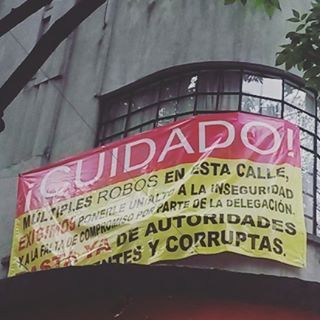 ¡CUIDADO!
MÚLTIPLES ROBOS EN ESTA CALLE,
EXIGIMOS PONERLE UN ALTO A LA INSEGURIDAD
Y A LA FALTA DE COMPROMISO POR PARTE DE LA DELEGACIÓN.
BASTA YA DE AUTORIDADES
Y CORRUPTAS.